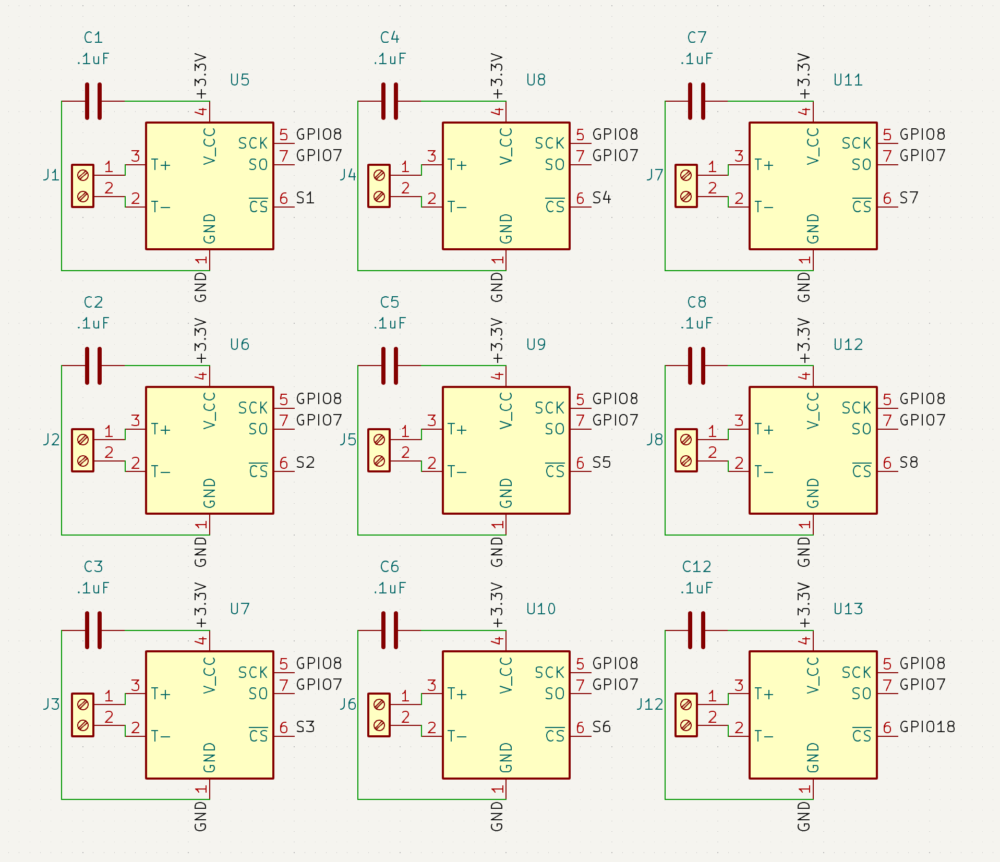 C1
.1uF
+3.3V
U5
4
V_CC
SCK
5
GPIO8
SO
7
GPIO7
J1
1
2
3
T+
2
T-
CS
6
S1
GND
1
GND
C4
.1uF
+3.3V
U8
4
V_CC
SCK
5
GPIO8
SO
7
GPIO7
J4
1
2
3
T+
2
T-
CS
6
S4
GND
1
GND
C7
.1uF
+3.3V
U11
4
V_CC
SCK
5
GPIO8
SO
7
GPIO7
J7
1
2
3
T+
2
T-
CS
6
S7
GND
1
GND
C2
.1uF
+3.3V
U6
4
V_CC
SCK
5
GPIO8
SO
7
GPIO7
J2
1
2
3
T+
2
T-
CS
6
S2
GND
1
GND
C5
.1uF
+3.3V
U9
4
V_CC
SCK
5
GPIO8
SO
7
GPIO7
J5
1
2
3
T+
2
T-
CS
6
S5
GND
1
GND
C8
.1uF
+3.3V
U12
4
V_CC
SCK
5
GPIO8
SO
7
GPIO7
J8
1
2
3
T+
2
T-
CS
6
S8
GND
1
GND
C3
.1uF
+3.3V
U7
4
V_CC
SCK
5
GPIO8
SO
7
GPIO7
J3
1
2
3
T+
2
T-
CS
6
S3
GND
1
GND
C6
.1uF
+3.3V
U10
4
V_CC
SCK
5
GPIO8
SO
7
GPIO7
J6
1
2
3
T+
2
T-
CS
6
S6
GND
1
GND
C12
.1uF
+3.3V
U13
4
V_CC
SCK
5
GPIO8
SO
7
GPIO7
J12
1
2
3
T+
2
T-
CS
6
GPIO18
GND
1
GND